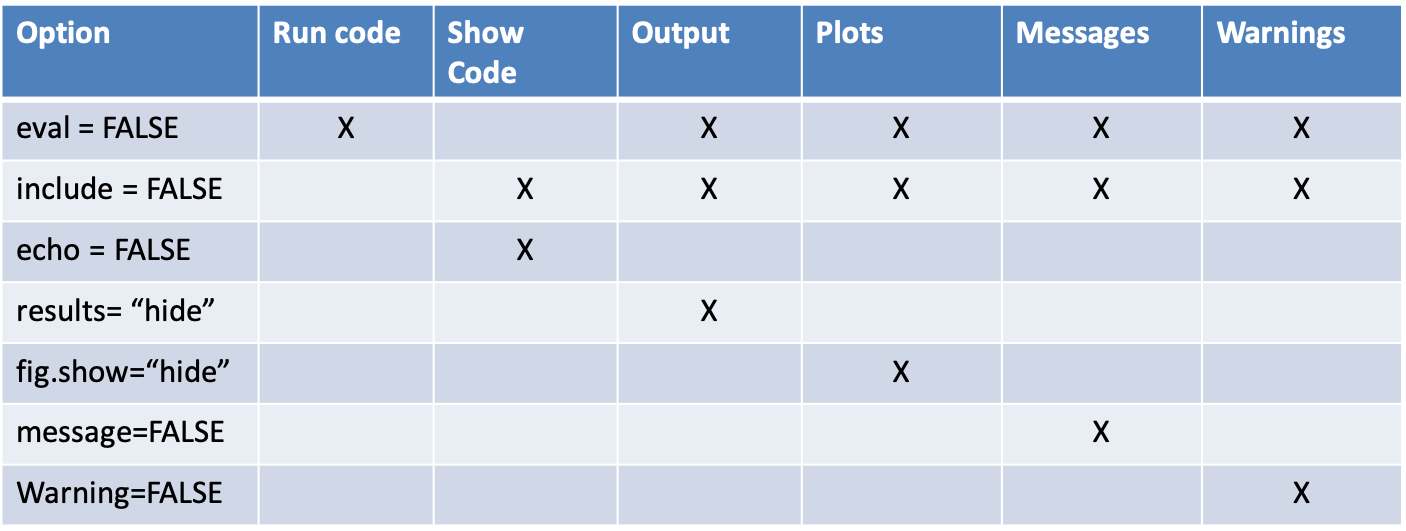 Option Run code Show Code Output Plots Messages Warnings
eval = FALSE X X X X X
include = FALSE X X X X X
echo = FALSE X
results= “hide” X
fig.show=“hide” X
message=FALSE X
Warning=FALSE X